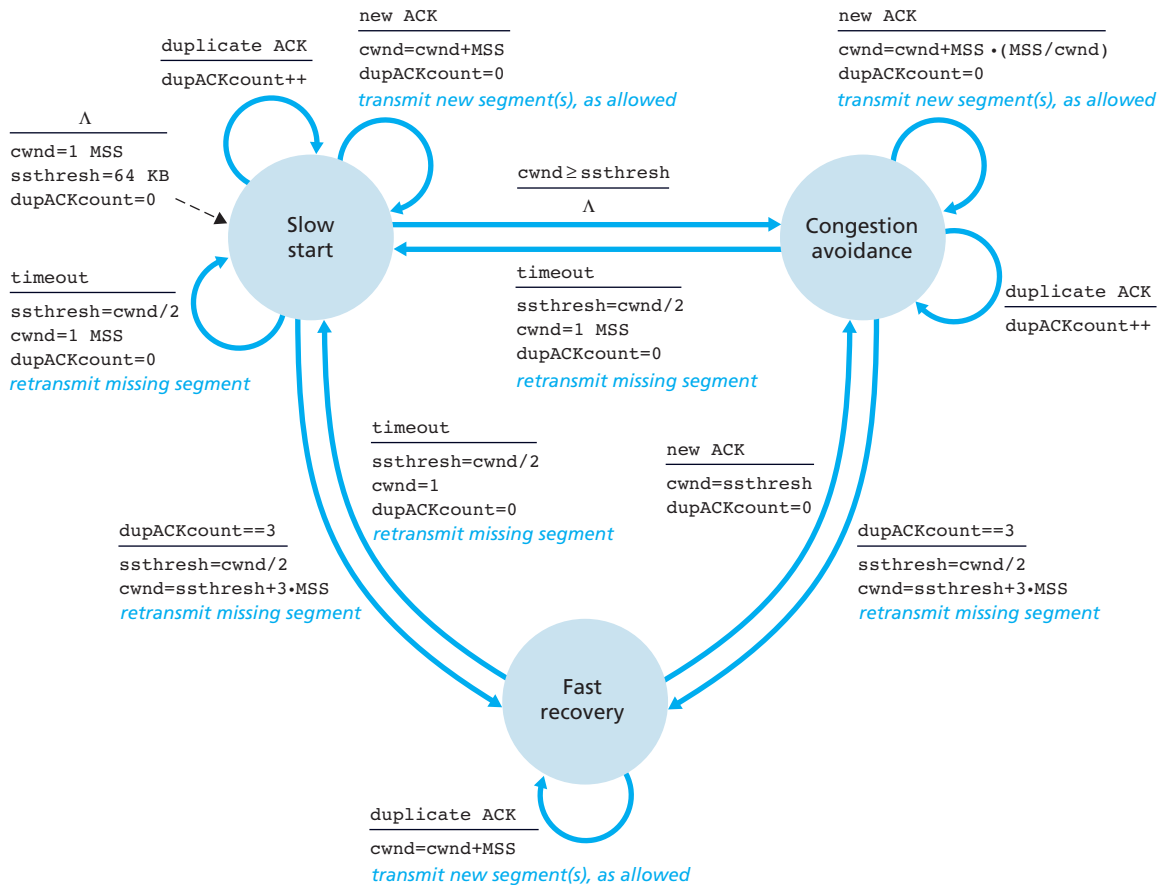 new ACK
cwnd=cwnd+MSS
dupACKcount=0
transmit new segment(s), as allowed
duplicate ACK
dupACKcount++
Λ
cwnd=1 MSS
ssthresh=64 KB
dupACKcount=0
new ACK
cwnd=cwnd+MSS •(MSS/cwnd)
dupACKcount=0
transmit new segment(s), as allowed
cwnd≥ssthresh
Λ
Slow
start
Congestion
avoidance
timeout
ssthresh=cwnd/2
cwnd=1 MSS
dupACKcount=0
retransmit missing segment
timeout
ssthresh=cwnd/2
cwnd=1 MSS
dupACKcount=0
retransmit missing segment
duplicate ACK
dupACKcount++
timeout
ssthresh=cwnd/2
cwnd=1
dupACKcount=0
retransmit missing segment
new ACK
cwnd=ssthresh
dupACKcount=0
dupACKcount==3
ssthresh=cwnd/2
cwnd=ssthresh+3•MSS
retransmit missing segment
dupACKcount==3
ssthresh=cwnd/2
cwnd=ssthresh+3•MSS
retransmit missing segment
Fast
recovery
duplicate ACK
cwnd=cwnd+MSS
transmit new segment(s), as allowed